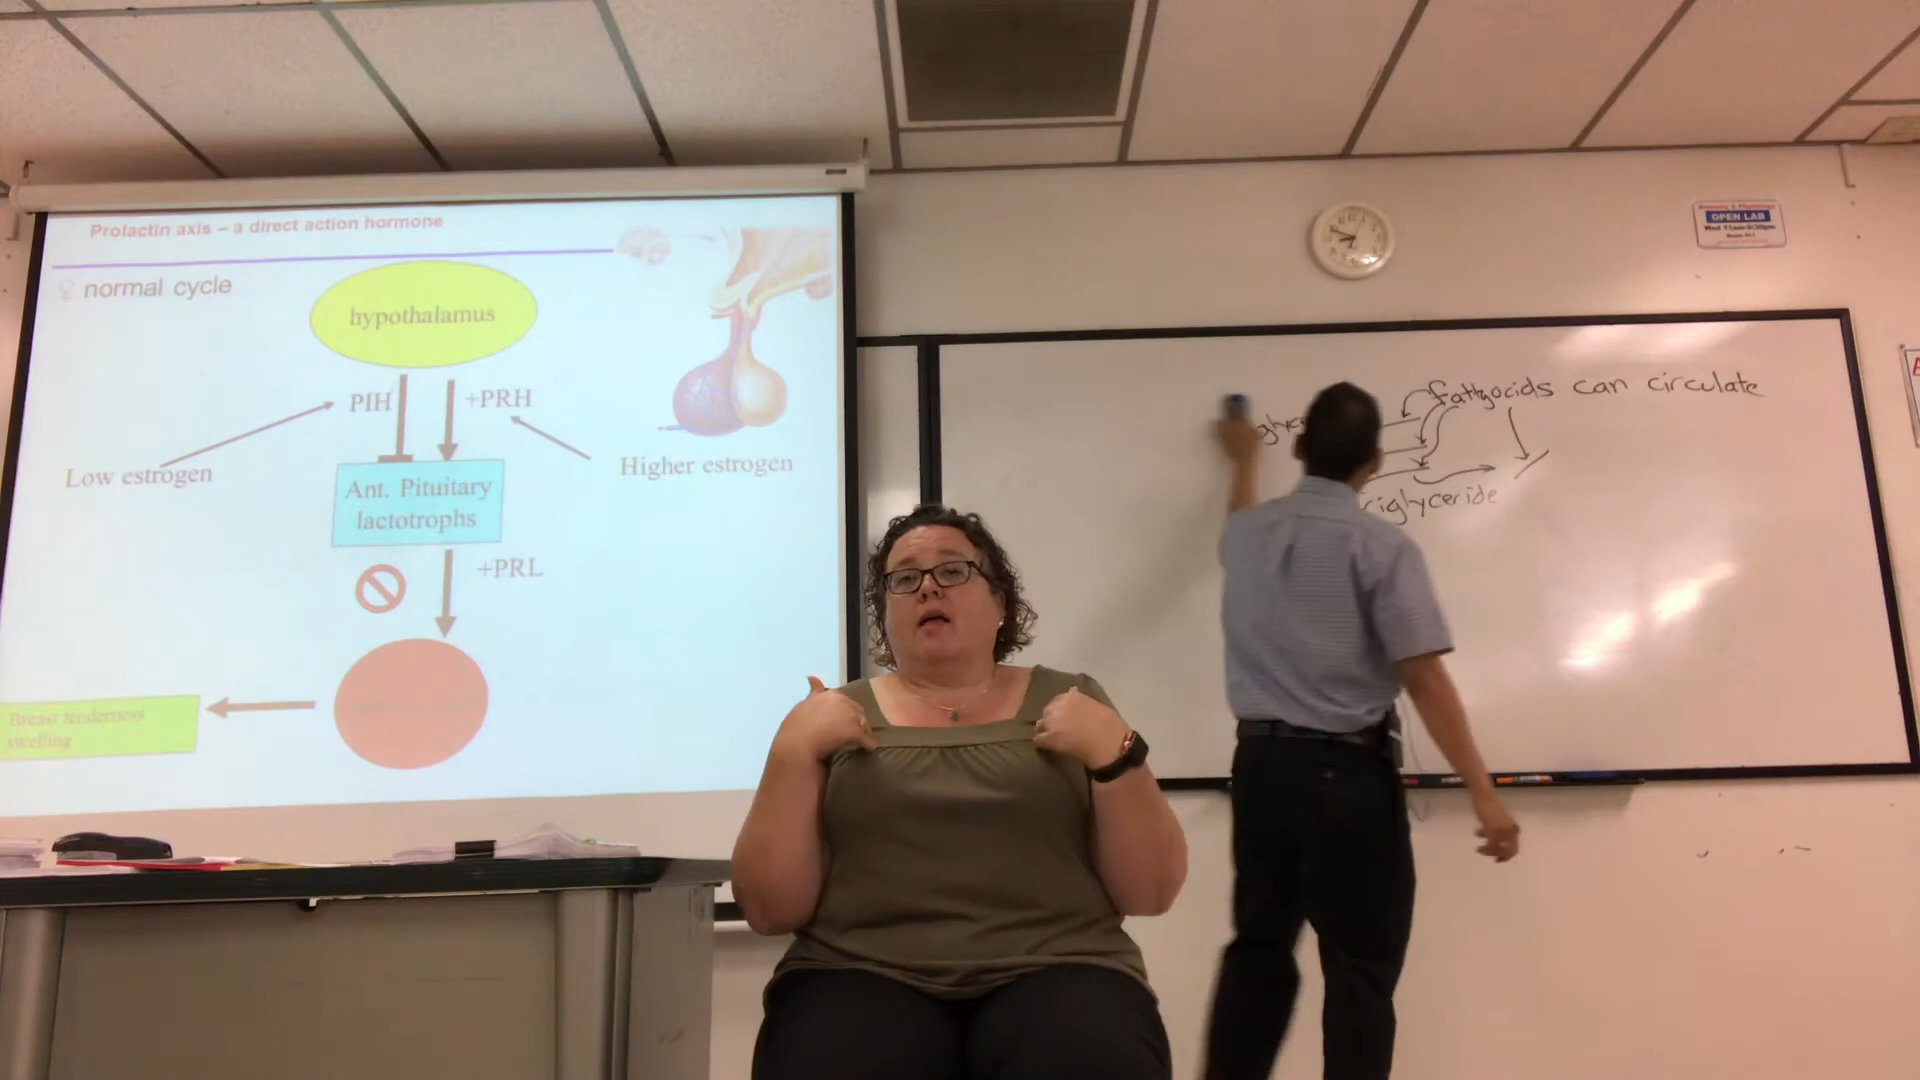 Prolactin axis – a direct action hormone
♀ normal cycle
hypothalamus
PIH
+PRH
Low estrogen
Higher estrogen
Ant. Pituitary
lactotrophs
+PRL
Breast tenderness
swelling
fattyacids can circulate
riglyceride
OPEN LAB